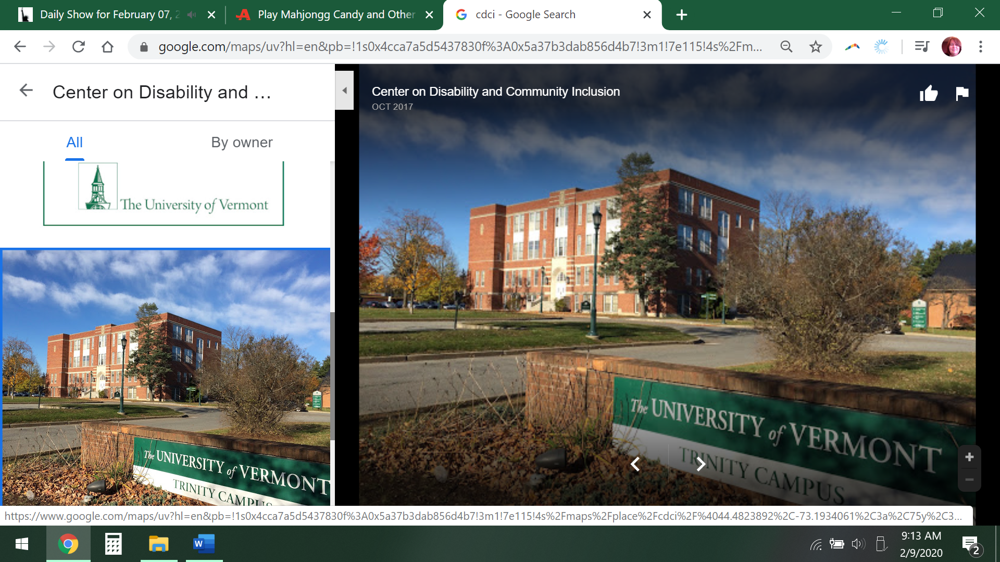 Daily Show for February 07, 2
Play Mahjongg Candy and Other
cdci - Google Search
google.com/maps/uv?hl=en&pb=!1s0x4cca7a5d5437830f%3A0x5a37b3dab856d4b7!3m1!7e115!4s%2Fm...
Center on Disability and ...
All
By owner
The University of Vermont
The UNIVERSITY of VERMONT
TRINITY CAMPUS
Center on Disability and Community Inclusion
OCT 2017
The UNIVERSITY of VERMONT
TRINITY CAMPUS
https://www.google.com/maps/uv?hl=en&pb=!1s0x4cca7a5d5437830f%3A0x5a37b3dab856d4b7!3m1!7e115!4s%2Fmaps%2Fplace%2Fcdci%2F%4044.4823892%2C-73.1934061%2C3a%2C75y%2C3...
9:13 AM
2/9/2020
2